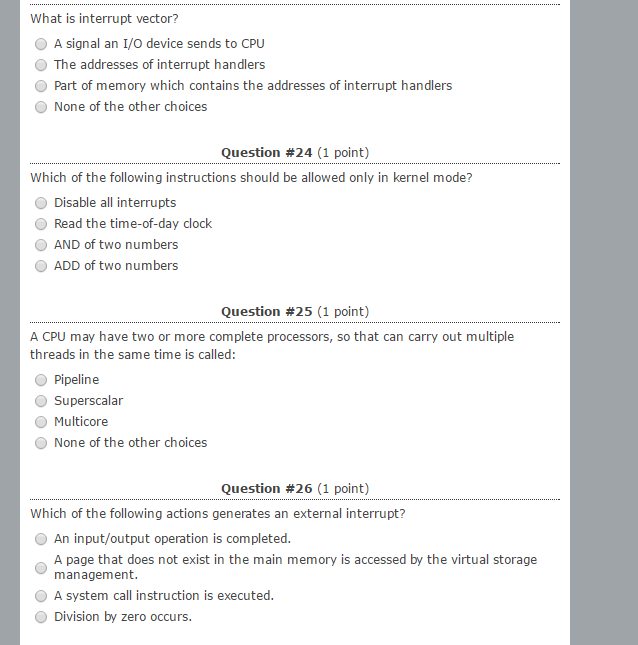 What is interrupt vector?
A signal an I/O device sends to CPU
The addresses of interrupt handlers
Part of memory which contains the addresses of interrupt handlers
None of the other choices
Question #24 (1 point)
Which of the following instructions should be allowed only in kernel mode?
Disable all interrupts
Read the time-of-day clock
AND of two numbers
ADD of two numbers
Question #25 (1 point)
A CPU may have two or more complete processors, so that can carry out multiple
threads in the same time is called:
Pipeline
Superscalar
Multicore
None of the other choices
Question #26 (1 point)
Which of the following actions generates an external interrupt?
An input/output operation is completed.
A page that does not exist in the main memory is accessed by the virtual storage
management.
A system call instruction is executed.
Division by zero occurs.